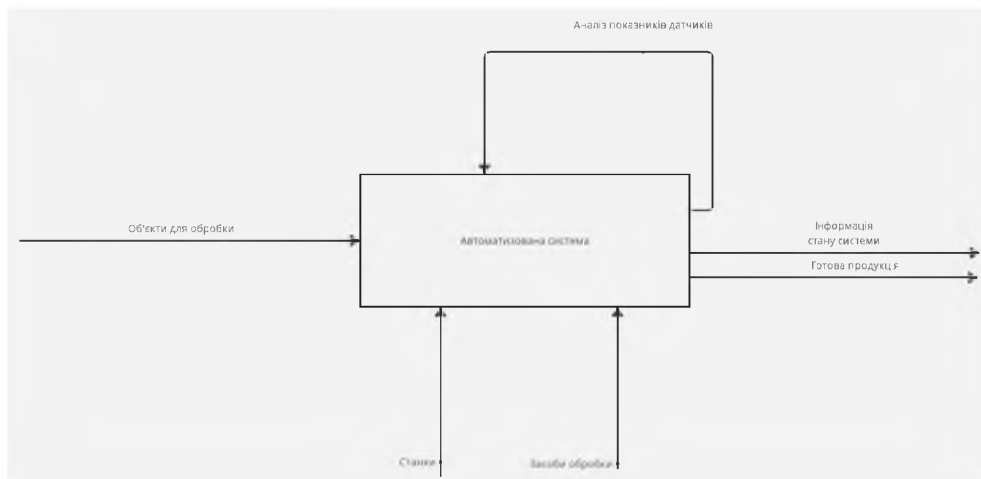 Аналіз показників датчиків
Об'єкти для обробки
Автоматизована система
Інформація
стану системи
Готова продукція
Станки
Засоби обробки